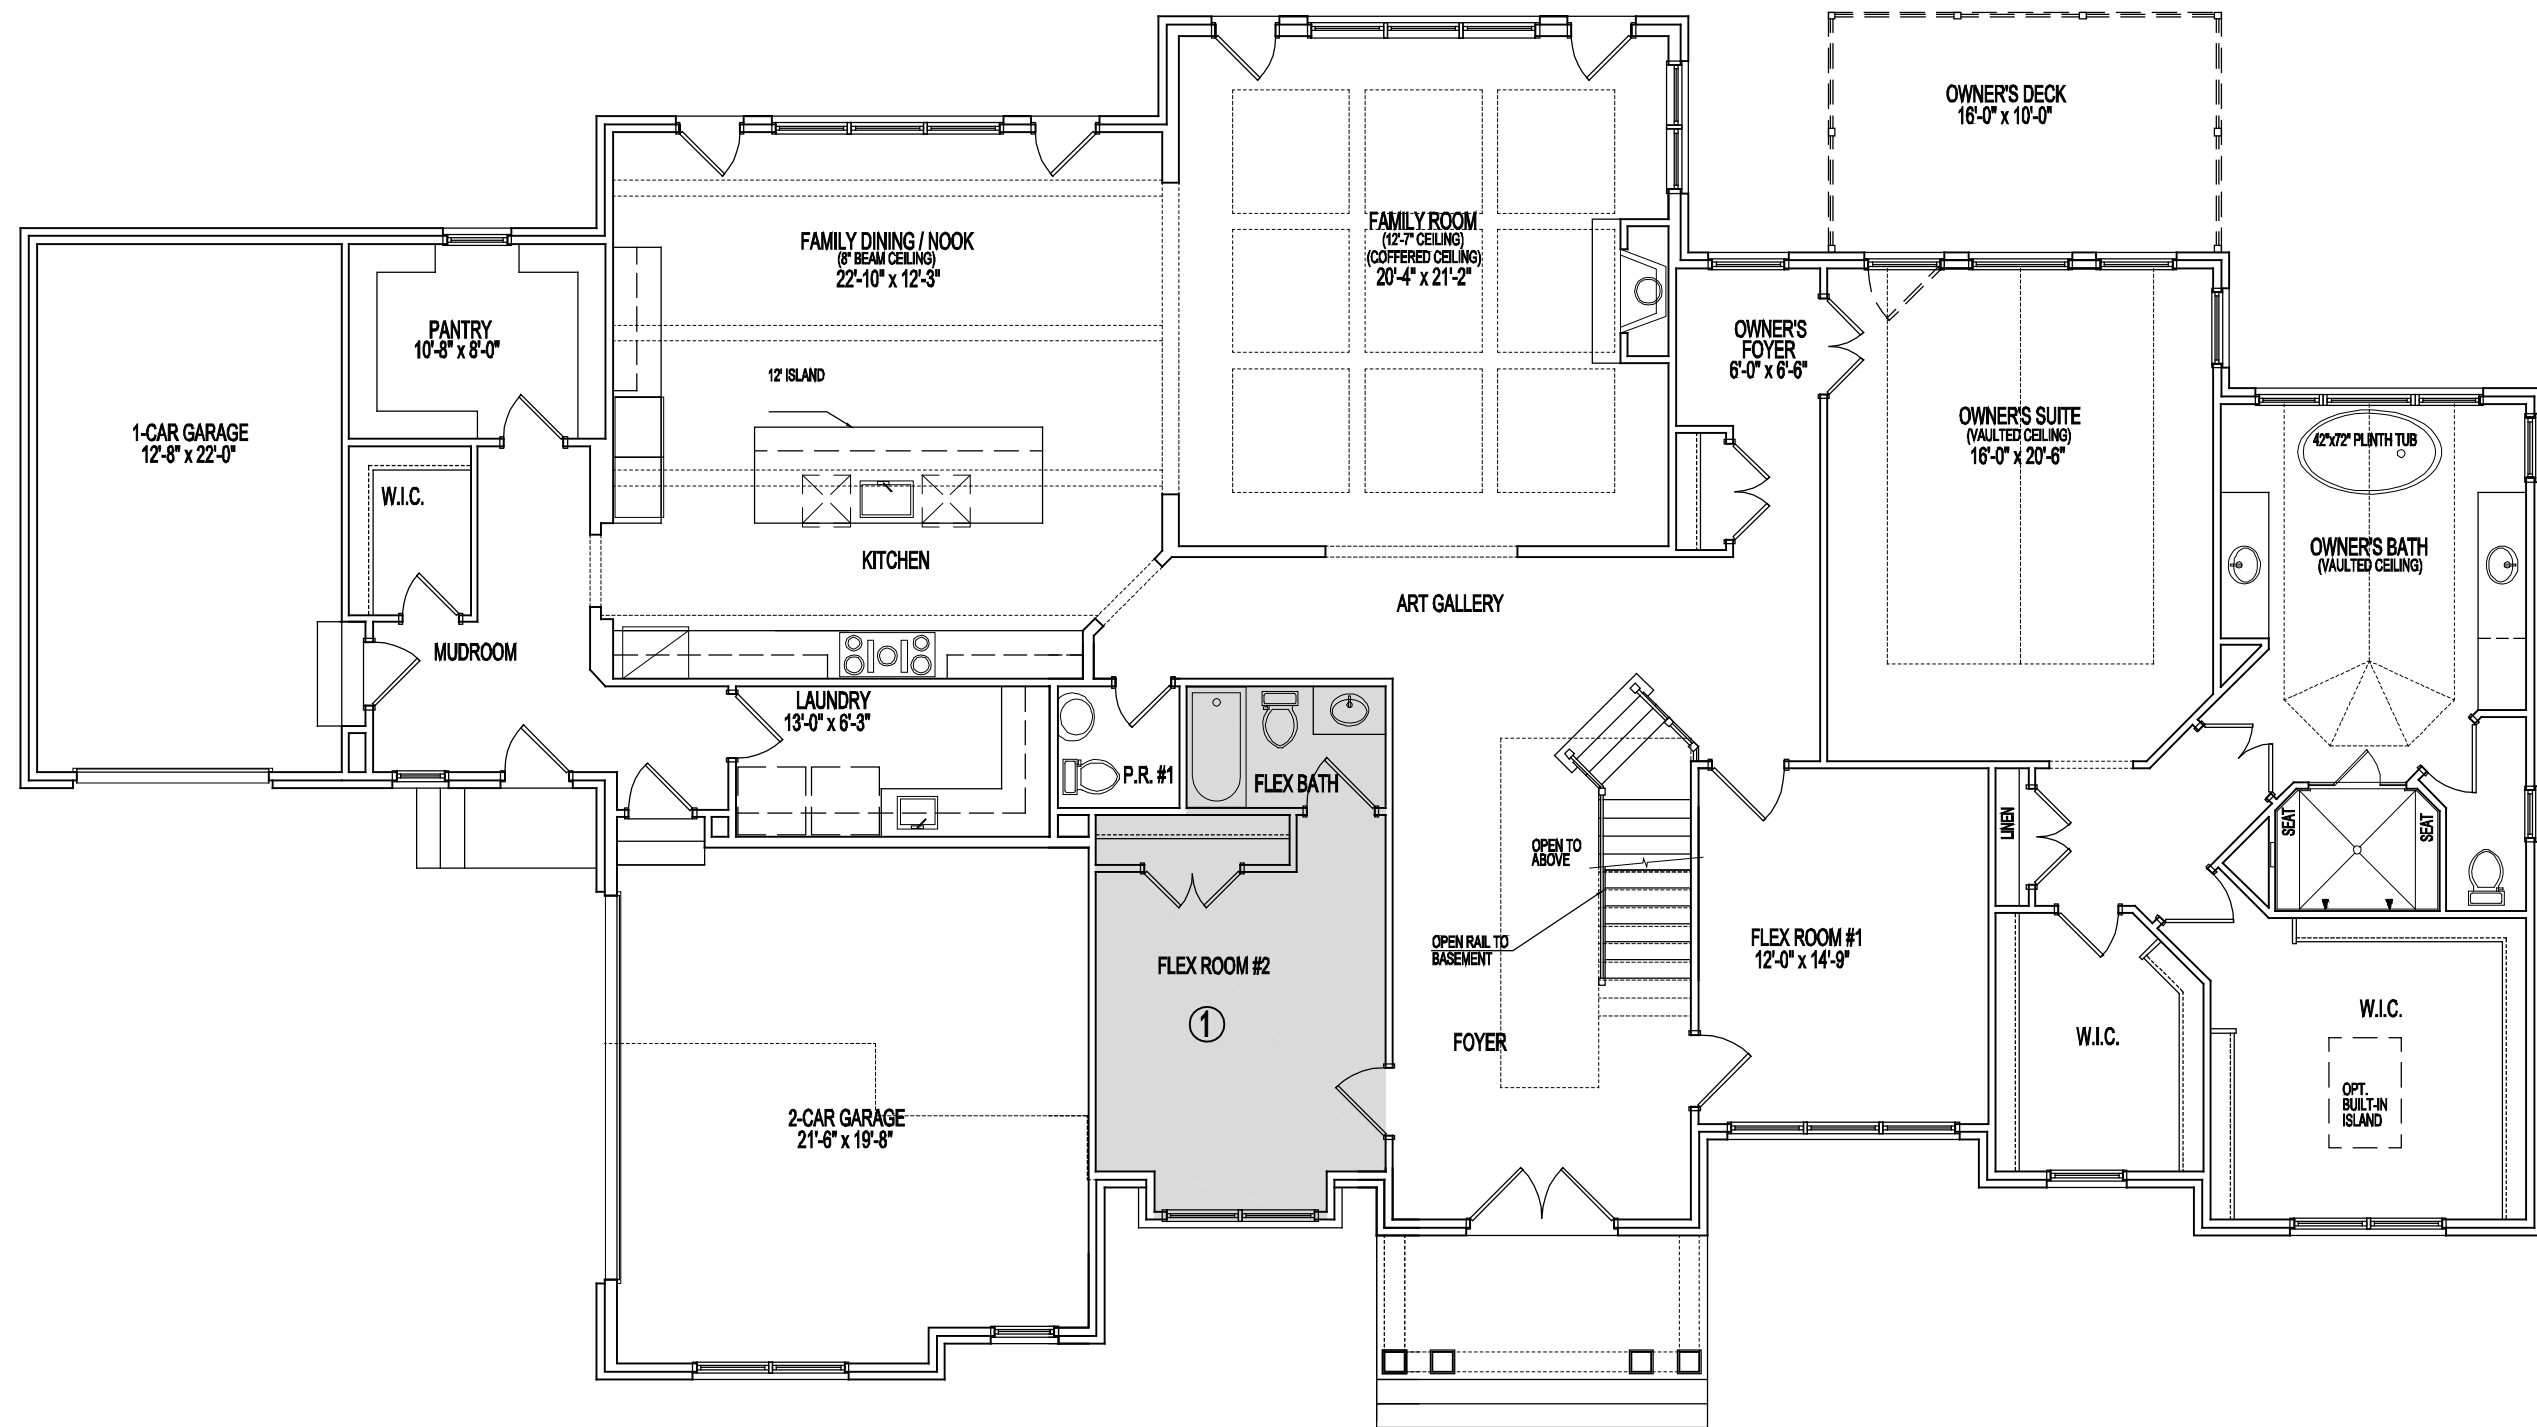 OWNER'S DECK
16'-0" x 10'-0"
FAMILY DINING / NOOK
(8" BEAM CEILING)
22'-10" x 12'-3"
FAMILY ROOM
(12'-7" CEILING)
(COFFERED CEILING)
20'-4" x 21'-2"
PANTRY
10'-8" x 8'-0"
OWNER'S
FOYER
6'-0" x 6'-6"
12' ISLAND
1-CAR GARAGE
12'-8" x 22'-0"
OWNER'S SUITE
(VAULTED CEILING)
16'-0" x 20'-6"
42"x72" PLINTH TUB
W.I.C.
KITCHEN
OWNER'S BATH
(VAULTED CEILING)
ART GALLERY
MUDROOM
LAUNDRY
13'-0" x 6'-3"
P.R. #1
FLEX BATH
LINEN
SEAT
SEAT
OPEN TO
ABOVE
OPEN RAIL TO
BASEMENT
FLEX ROOM #1
12'-0" x 14'-9"
FLEX ROOM #2
1
FOYER
W.I.C.
W.I.C.
OPT.
BUILT-IN
ISLAND
2-CAR GARAGE
21'-6" x 19'-8"